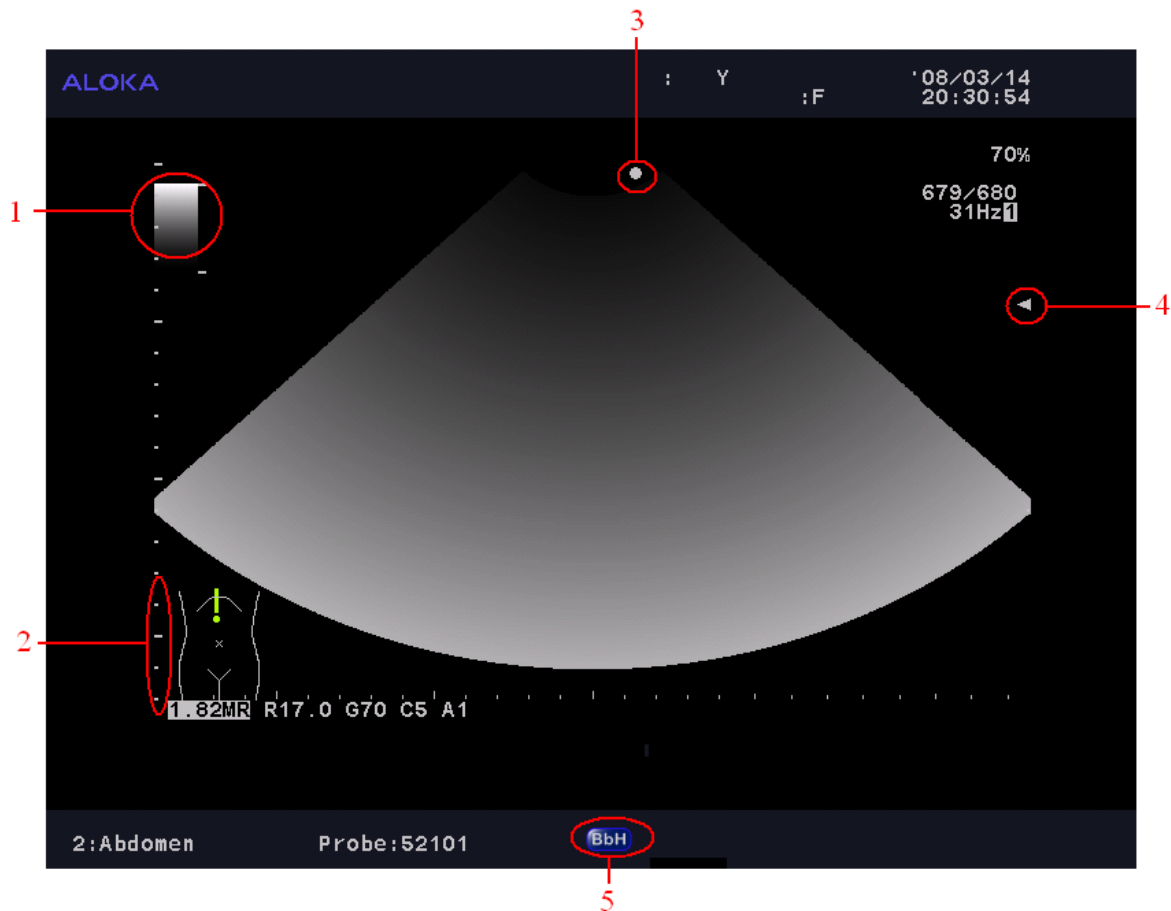 3
ALOKA : Y '08/03/14
:F 20:30:54
70%
679/680
31Hz1
1
4
2
1.82MR R17.0 G70 C5 A1
2:Abdomen Probe:52101 BbH
5